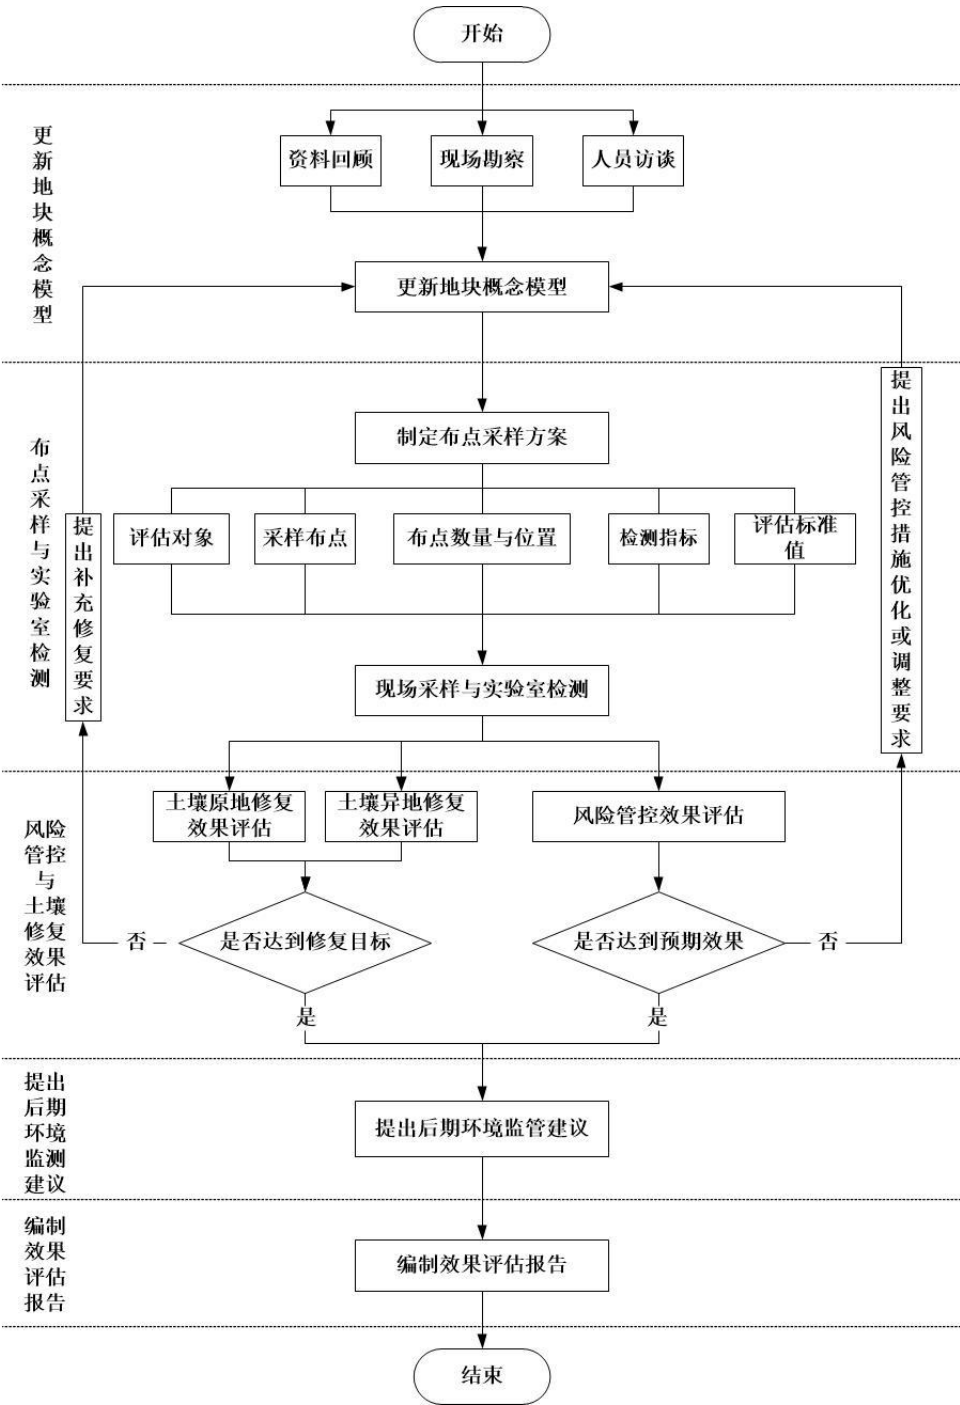 开始
更新地块概念模型
资料回顾
现场勘察
人员访谈
更新地块概念模型
布点采样与实验室检测
提出补充修复要求
提出风险管控措施优化或调整要求
制定布点采样方案
评估对象
采样布点
布点数量与位置
检测指标
评估标准
值
现场采样与实验室检测
风险
管控
与
土壤
修复
效果
评估
土壤原地修复
效果评估
土壤异地修复
效果评估
风险管控效果评估
否
是否达到修复目标
是否达到预期效果
否
是
是
提出
后期
环境
监测
建议
提出后期环境监管建议
编制
效果
评估
报告
编制效果评估报告
结束